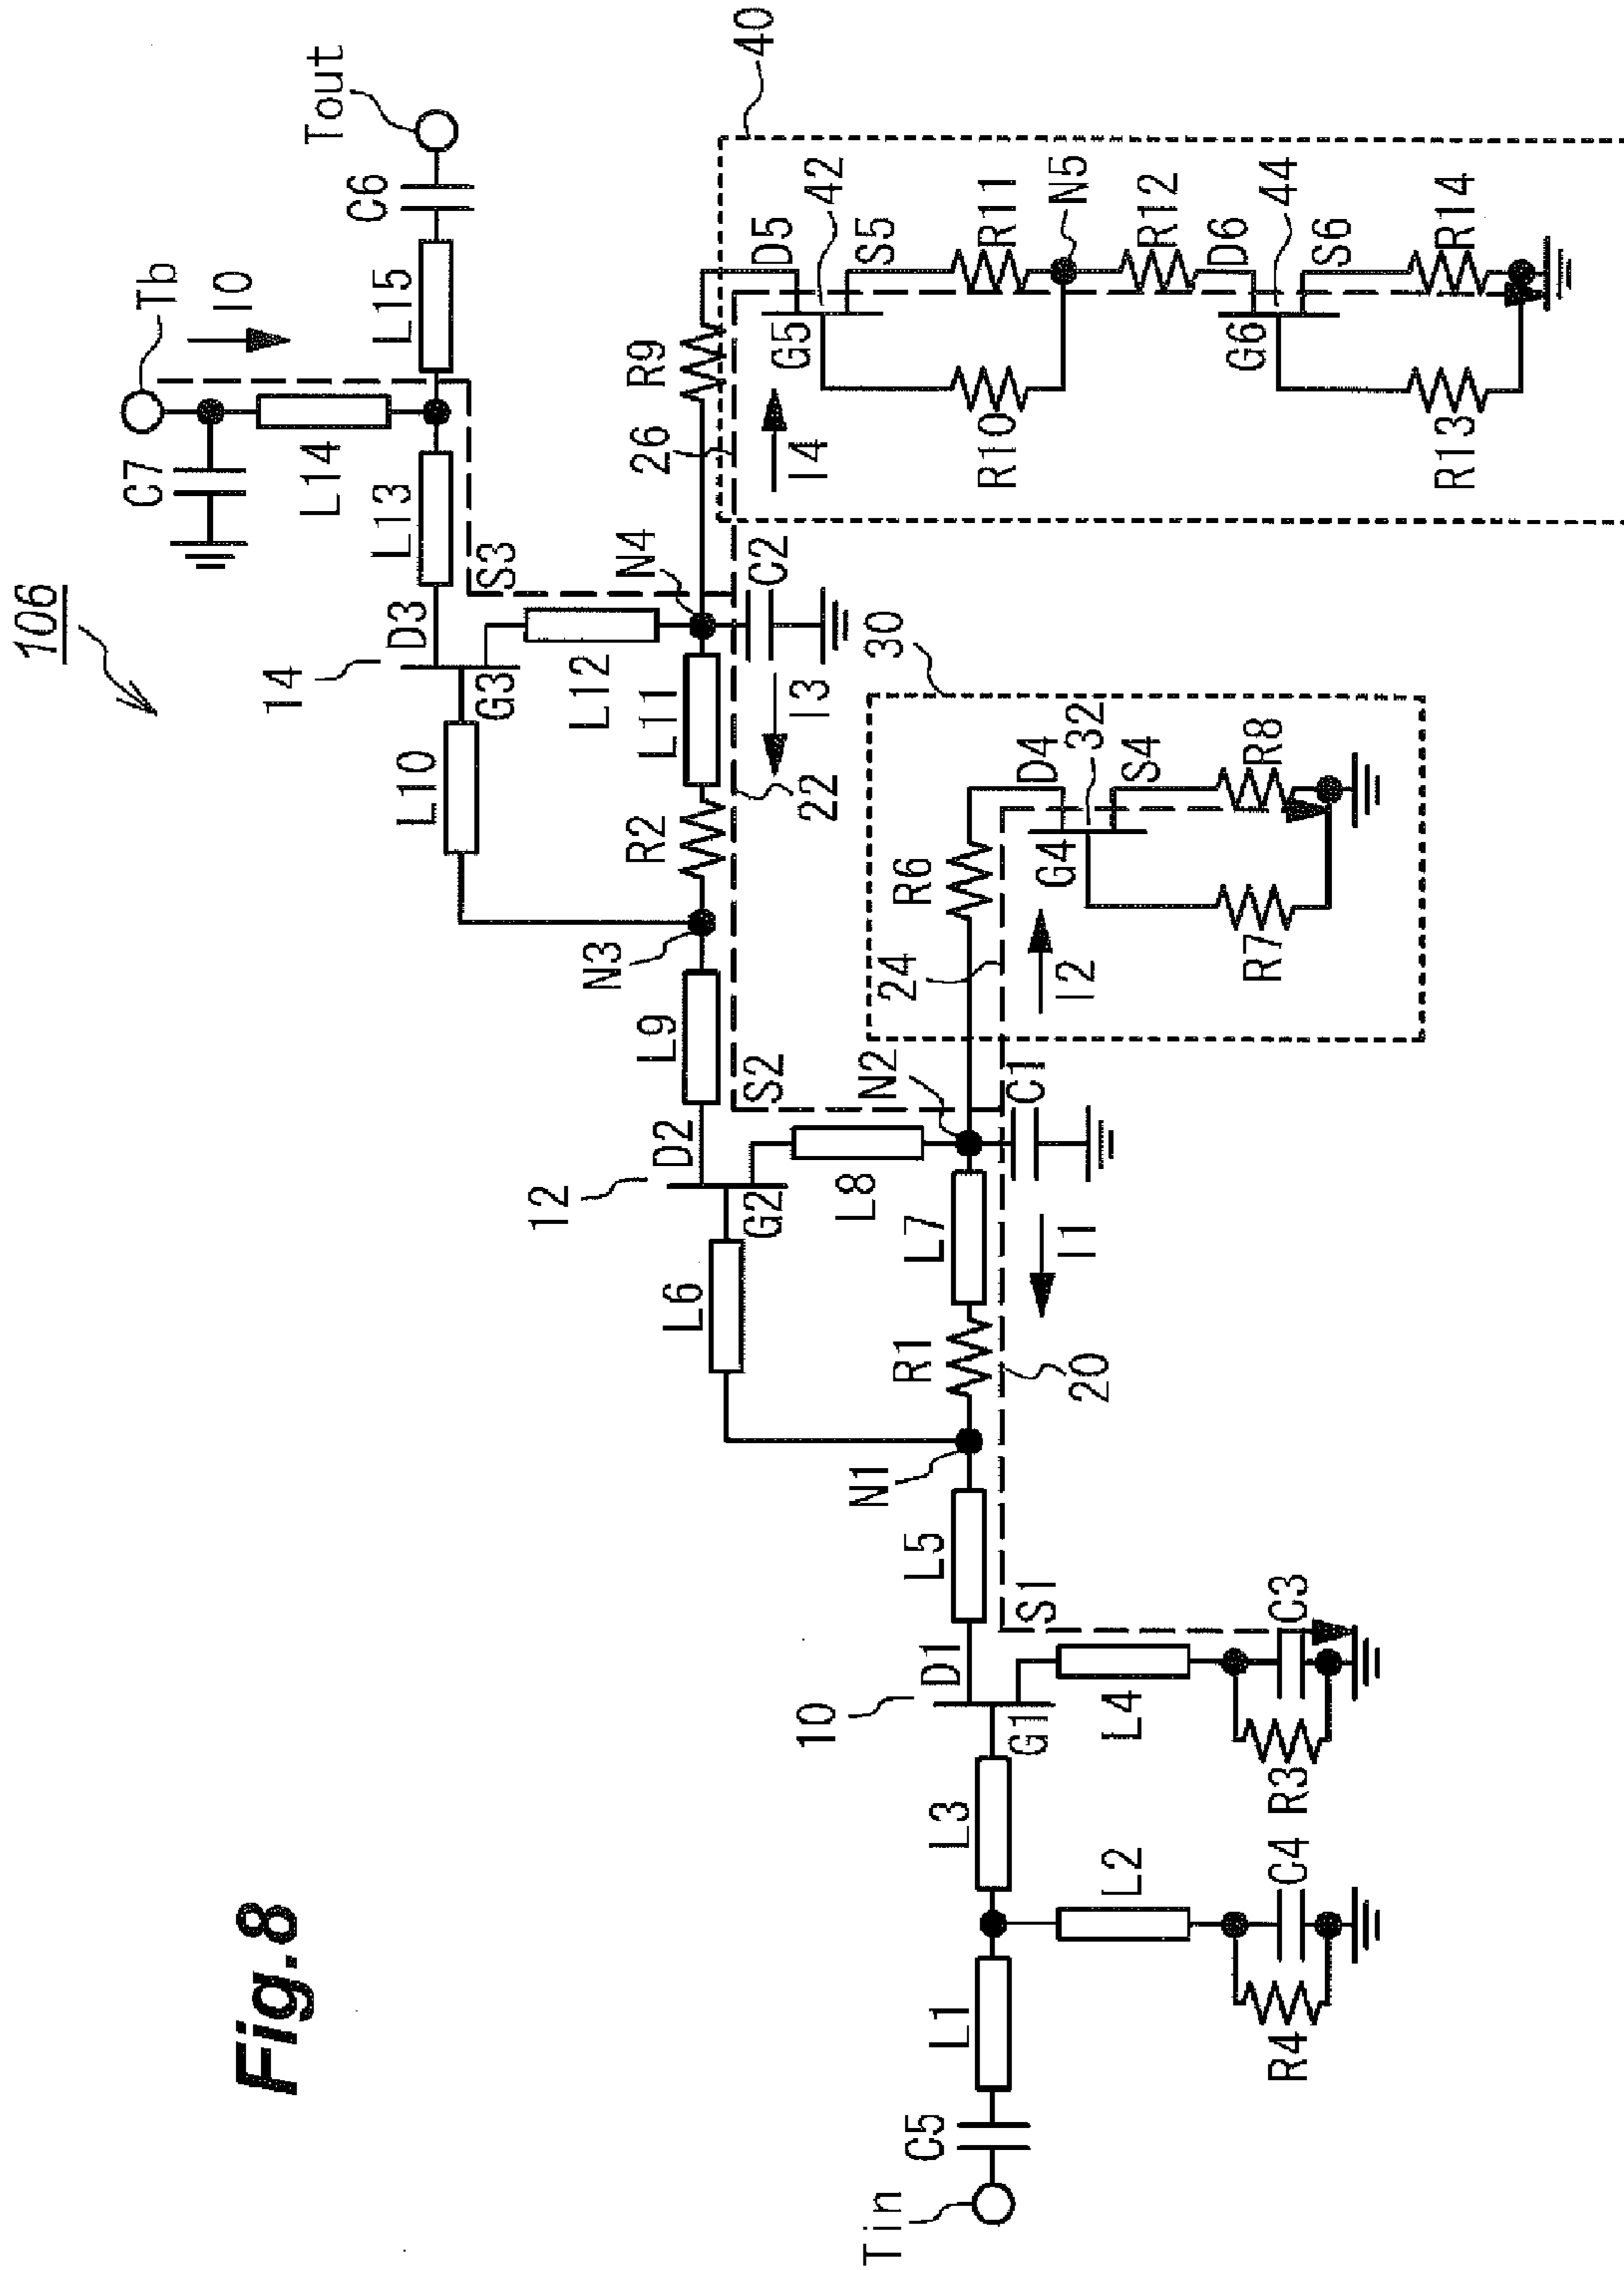 Fig.8
106
Tb
I0
Tout
C7
L14
C6
L15
14
D3
L13
S3
L10
G3
L12
N4
26
R9
40
N3
R2
L11
I3
C2
22
I4
D5
42
G5
S5
R10
R11
N5
R12
D6
44
G6
S6
R13
R14
12
D2
L9
S2
L6
G2
L8
N2
24
R6
30
N1
R1
L7
I1
C1
20
I2
D4
32
G4
S4
R7
R8
10
D1
L5
S1
Tin
C5
L1
L3
G1
L2
L4
R4
C4
R3
C3